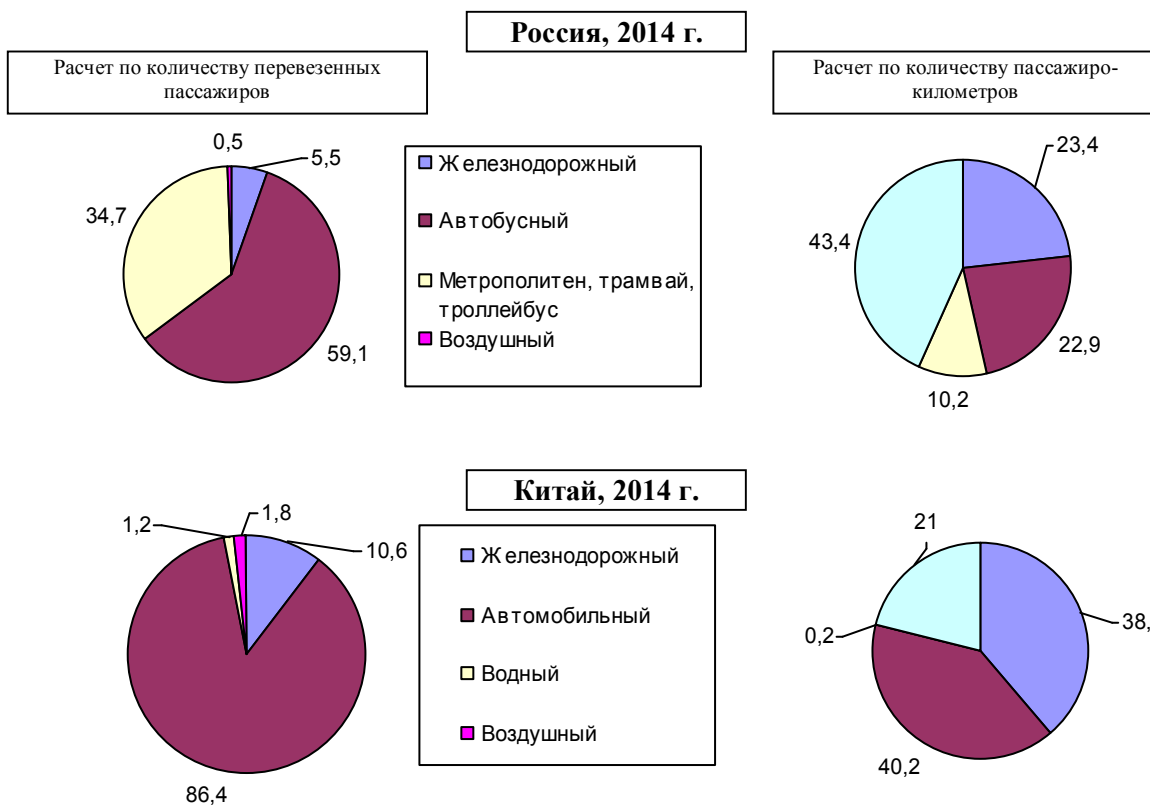 Россия, 2014 г.
Расчет по количеству перевезенных
пассажиров
Расчет по количеству пассажиро-
километров
0,5
5,5
34,7
59,1
Железнодорожный
Автобусный
Метрополитен, трамвай,
троллейбус
Воздушный
23,4
43,4
22,9
10,2
Китай, 2014 г.
1,2
1,8
10,6
86,4
Железнодорожный
Автомобильный
Водный
Воздушный
21
0,2
38,
40,2